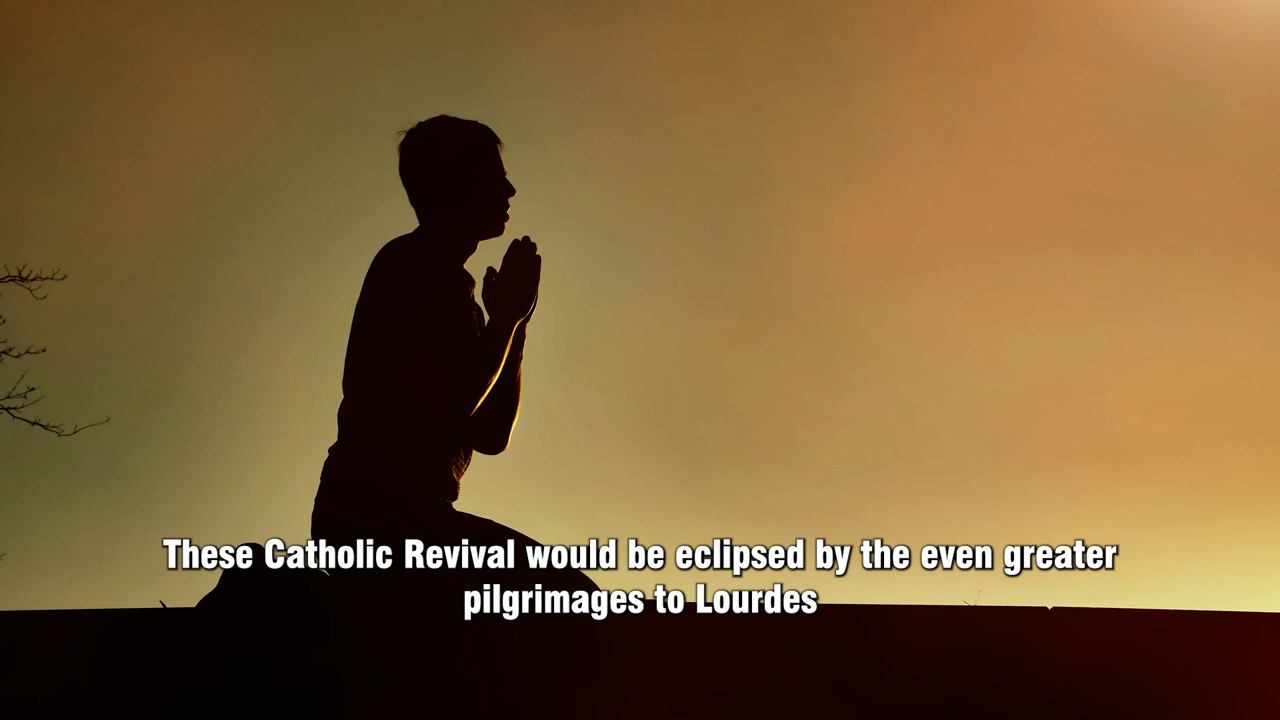 These Catholic Revival would be eclipsed by the even greater
pilgrimages to Lourdes